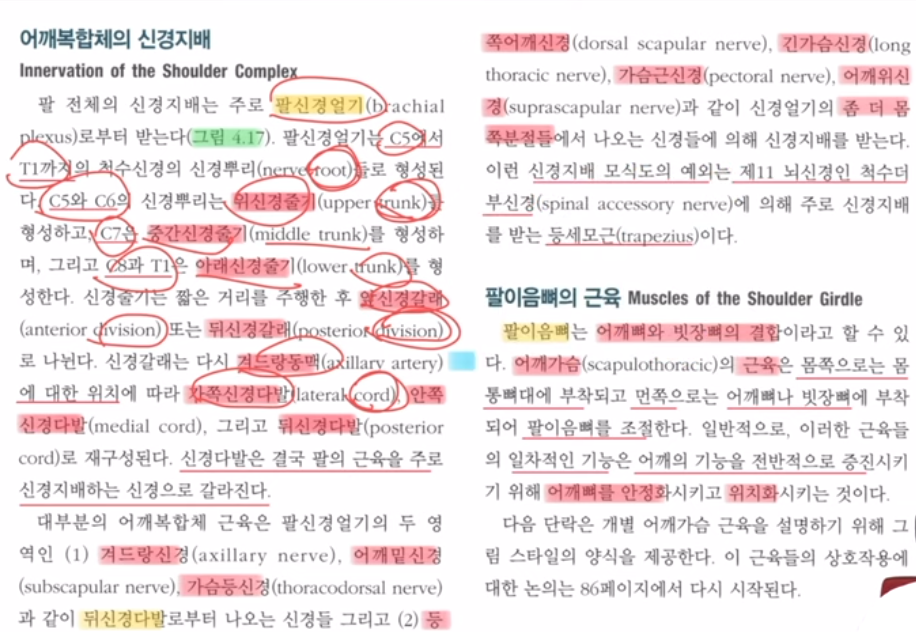 어깨복합체의 신경지배
Innervation of the Shoulder Complex
팔 전체의 신경지배는 주로 팔신경얼기(brachial
plexus)로부터 받는다(그림 4.17). 팔신경얼기는 C5에서
T1까지의 척수신경의 신경뿌리(nerve root)들로 형성된
다. C5와 C6의 신경뿌리는 위신경줄기(upper trunk)를
형성하고, C7은 중간신경줄기(middle trunk)를 형성하
며, 그리고 C8과 T1은 아래신경줄기(lower trunk)를 형
성한다. 신경줄기는 짧은 거리를 주행한 후 앞신경갈래
(anterior division) 또는 뒤신경갈래(posterior division)
로 나뉜다. 신경갈래는 다시 겨드랑동맥(axillary artery)
에 대한 위치에 따라 가쪽신경다발(lateral cord), 안쪽
신경다발(medial cord), 그리고 뒤신경다발(posterior
cord)로 재구성된다. 신경다발은 결국 팔의 근육을 주로
신경지배하는 신경으로 갈라진다.
대부분의 어깨복합체 근육은 팔신경얼기의 두 영
역인 (1) 겨드랑신경(axillary nerve), 어깨밑신경
(subscapular nerve), 가슴등신경(thoracodorsal nerve)
과 같이 뒤신경다발로부터 나오는 신경들 그리고 (2) 등
쪽어깨신경(dorsal scapular nerve), 긴가슴신경(long
thoracic nerve), 가슴근신경(pectoral nerve), 어깨위신
경(suprascapular nerve)과 같이 신경얼기의 좀 더 몸
쪽분절들에서 나오는 신경들에 의해 신경지배를 받는다.
이런 신경지배 모식도의 예외는 제11 뇌신경인 척수더
부신경(spinal accessory nerve)에 의해 주로 신경지배
를 받는 등세모근(trapezius)이다.
팔이음뼈의 근육 Muscles of the Shoulder Girdle
팔이음뼈는 어깨뼈와 빗장뼈의 결합이라고 할 수 있
다. 어깨가슴(scapulothoracic)의 근육은 몸쪽으로는 몸
통뼈대에 부착되고 먼쪽으로는 어깨뼈나 빗장뼈에 부착
되어 팔이음뼈를 조절한다. 일반적으로, 이러한 근육들
의 일차적인 기능은 어깨의 기능을 전반적으로 증진시키
기 위해 어깨뼈를 안정화시키고 위치화시키는 것이다.
다음 단락은 개별 어깨가슴 근육을 설명하기 위해 그
림 스타일의 양식을 제공한다. 이 근육들의 상호작용에
대한 논의는 86페이지에서 다시 시작된다.